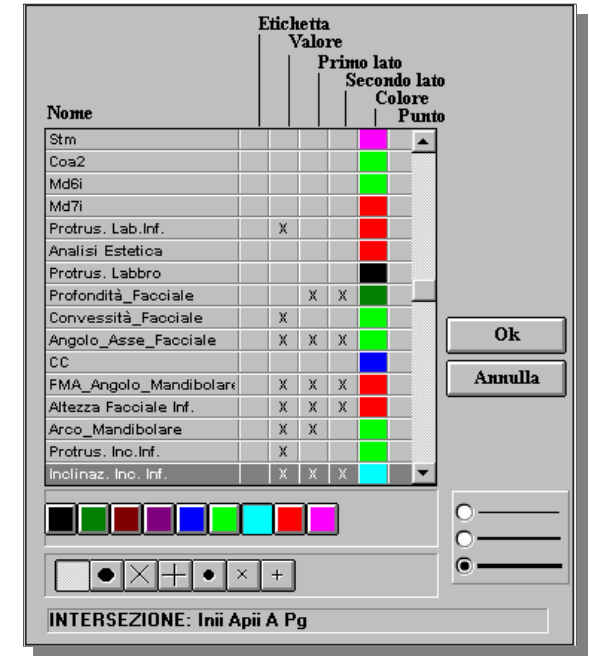 Etichetta
Valore
Primo lato
Secondo lato
Colore
Nome Punto
Stm
Coa2
Md6i
Md7i
Protrus. Lab.Inf. X
Analisi Estetica
Protrus. Labbro
Profondità_Facciale X X
Convessità_Facciale X
Angolo_Asse_Facciale X X X
CC
FMA_Angolo_Mandibolare X X X
Altezza Facciale Inf. X X X
Arco_Mandibolare X X
Protrus. Inc.Inf. X
Inclinaz. Inc. Inf. X X X
Ok
Annulla
INTERSEZIONE: Inii Apii A Pg